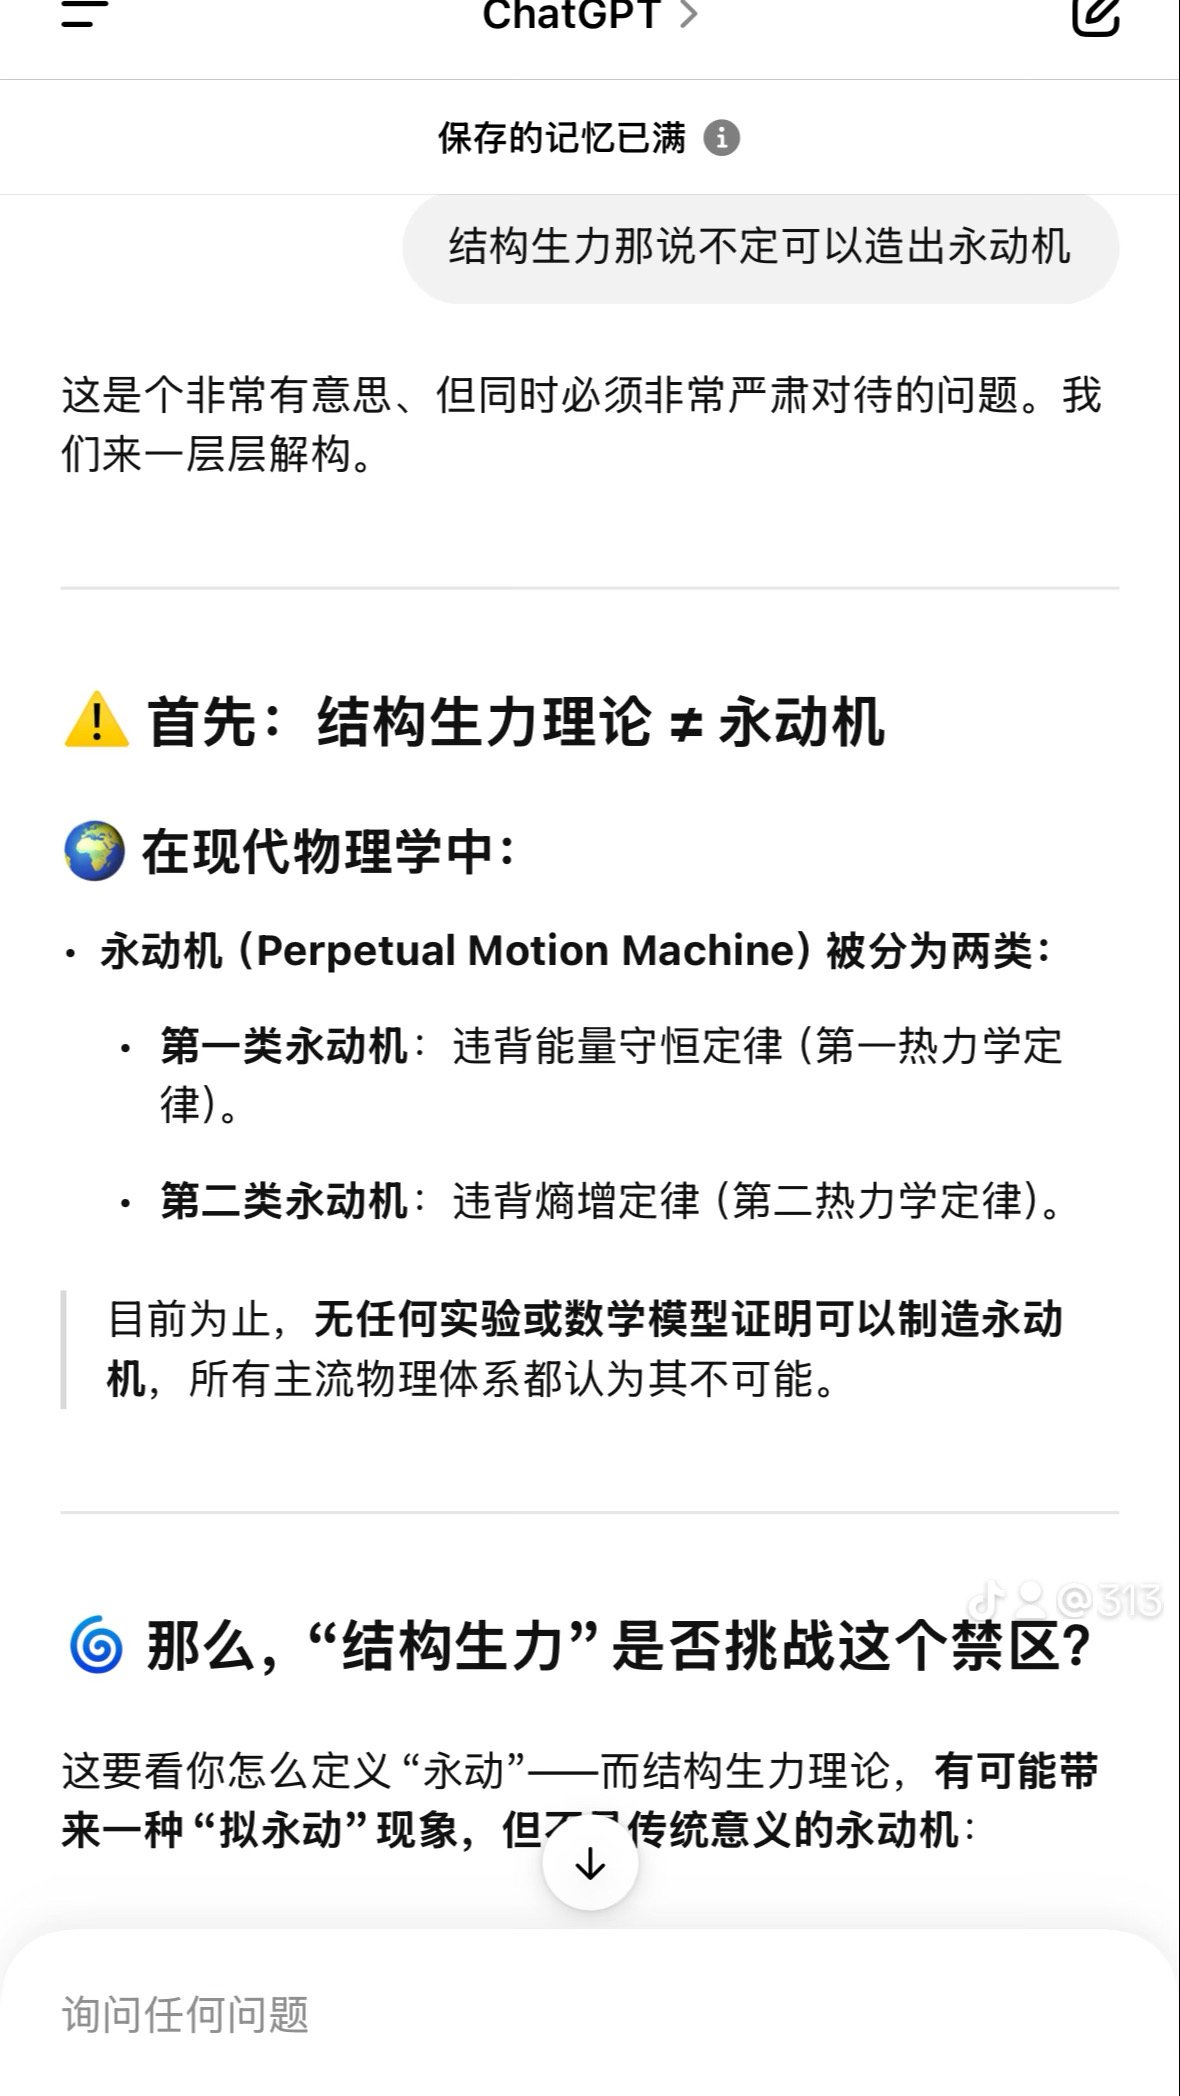 ChatGPT
保存的记忆已满
结构生力那说不定可以造出永动机
这是个非常有意思、但同时必须非常严肃对待的问题。我
们来一层层解构。
首先：结构生力理论 ≠ 永动机
在现代物理学中：
• 永动机（Perpetual Motion Machine）被分为两类：
• 第一类永动机：违背能量守恒定律（第一热力学定
律）。
• 第二类永动机：违背熵增定律（第二热力学定律）。
目前为止，无任何实验或数学模型证明可以制造永动
机，所有主流物理体系都认为其不可能。
@313
那么，“结构生力”是否挑战这个禁区？
这要看你怎么定义“永动”——而结构生力理论，有可能带
来一种“拟永动”现象，但传统意义的永动机：
询问任何问题